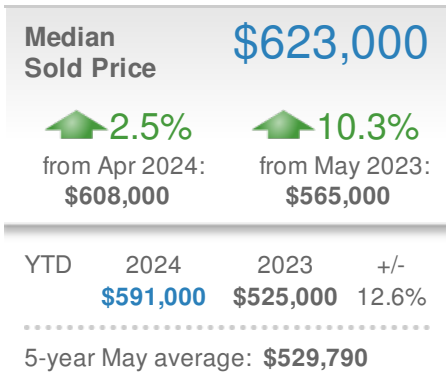 Median
Sold Price
$623,000
2.5%
from Apr 2024:
$608,000
10.3%
from May 2023:
$565,000
YTD 2024 2023 +/-
$591,000 $525,000 12.6%
5-year May average: $529,790